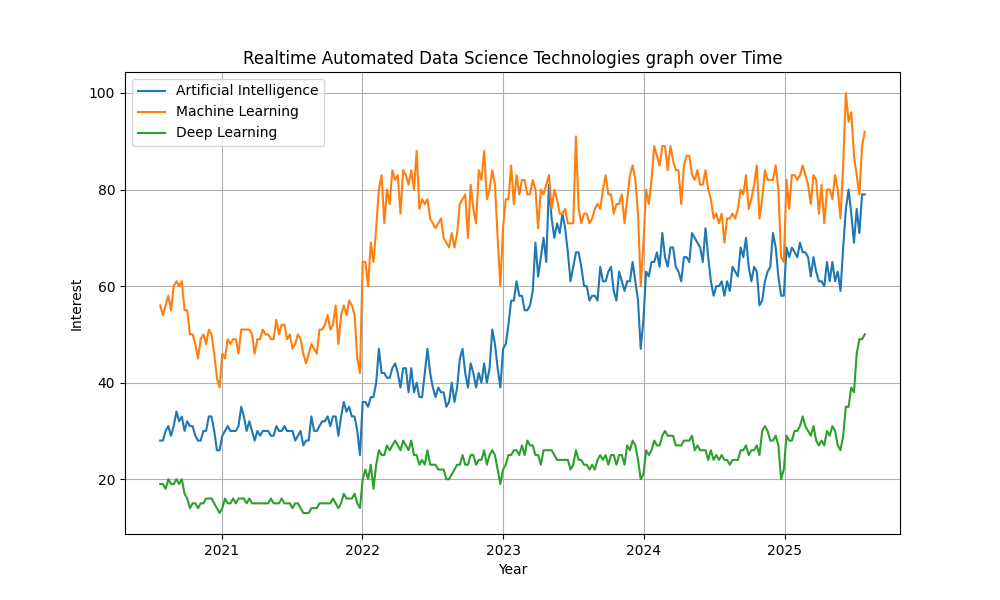 Realtime Automated Data Science Technologies graph over Time
Artificial Intelligence
Machine Learning
Deep Learning
100
80
60
40
20
Interest
2021 2022 2023 2024 2025
Year